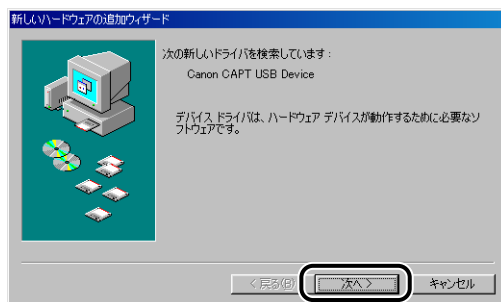 新しいハードウェアの追加ウィザード
次の新しいドライバを検索しています :
Canon CAPT USB Device
デバイス ドライバは、ハードウェア デバイスが動作するために必要なソ
フトウェアです。
< 戻る(B)
次へ >
キャンセル